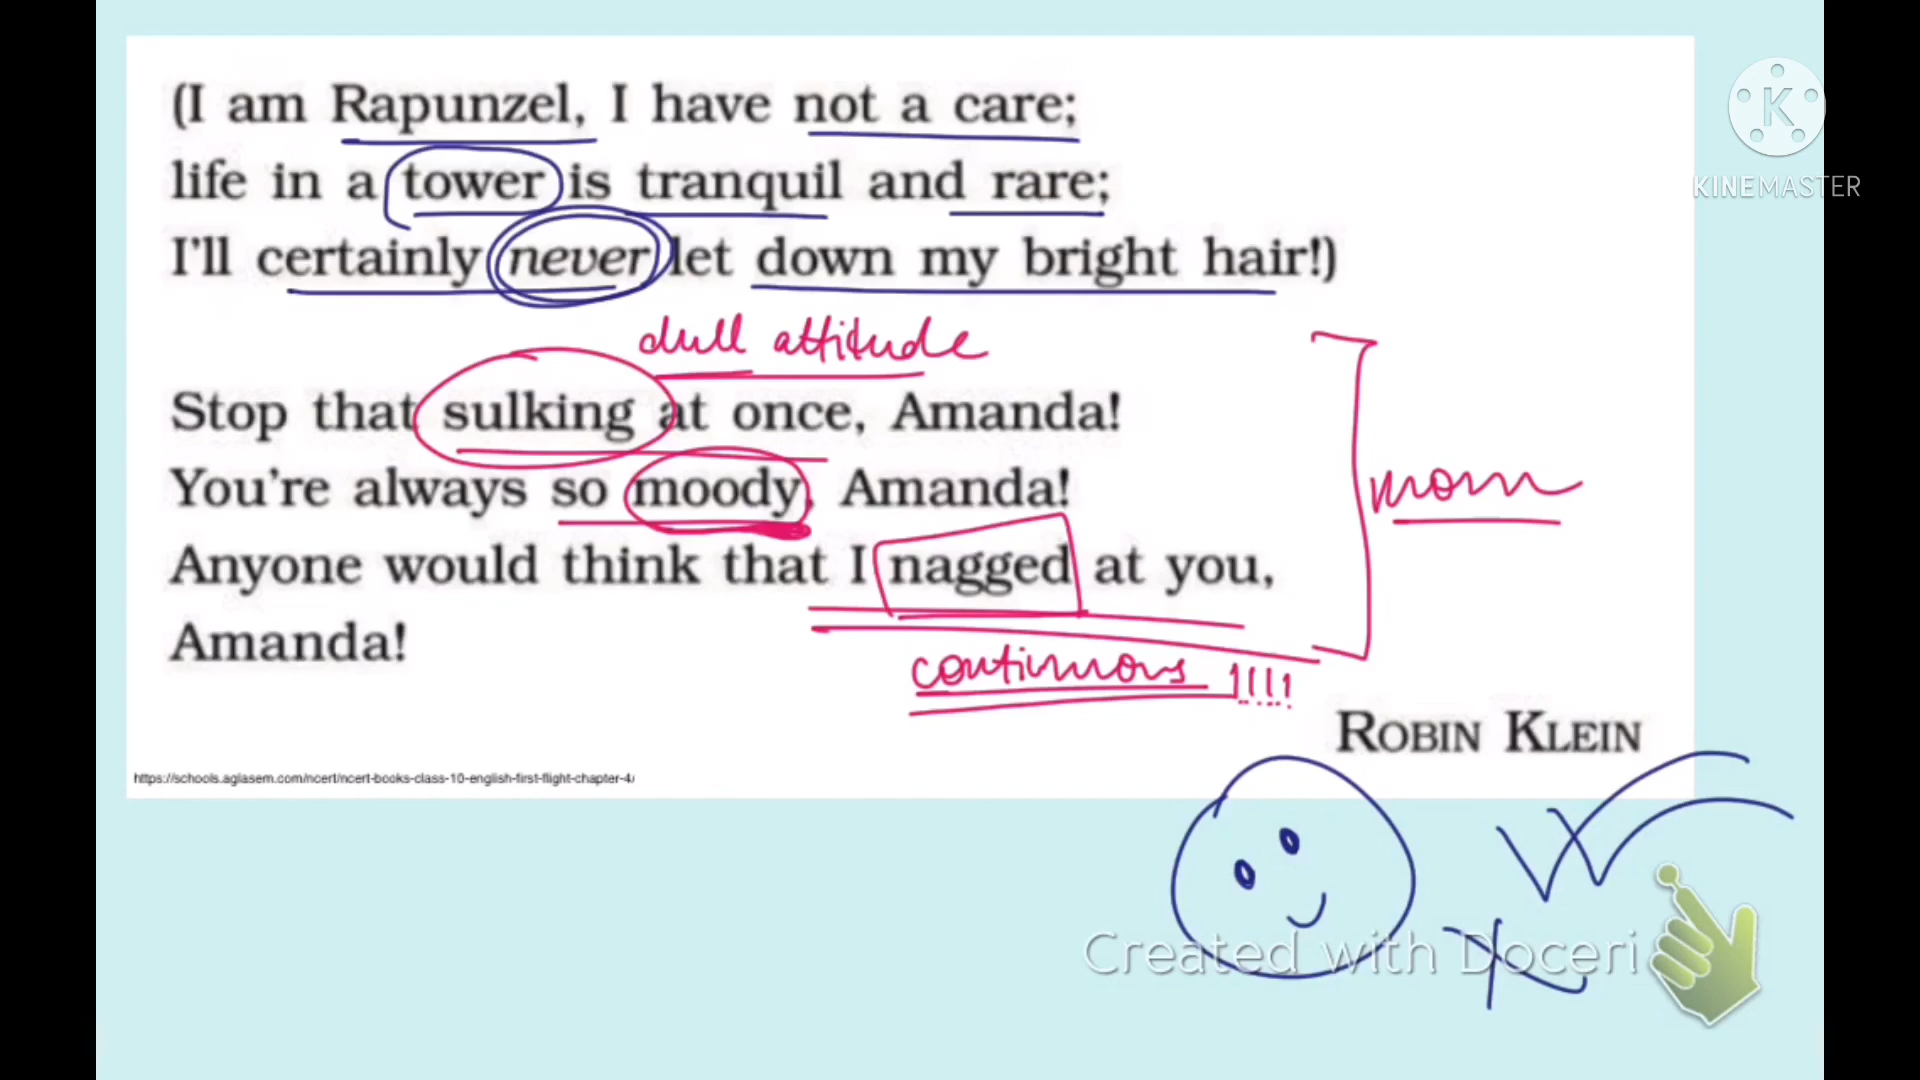 (I am Rapunzel, I have not a care;
life in a tower is tranquil and rare;
I'll certainly never let down my bright hair!)
dull attitude
Stop that sulking at once, Amanda!
You're always so moody, Amanda!
mom
Anyone would think that I nagged at you,
Amanda!
continuous !!!!
ROBIN KLEIN
https://schools.aglasem.com/ncert/ncert-books-class-10-english-first-flight-chapter-4/
K
KINEMASTER
Created with Doceri